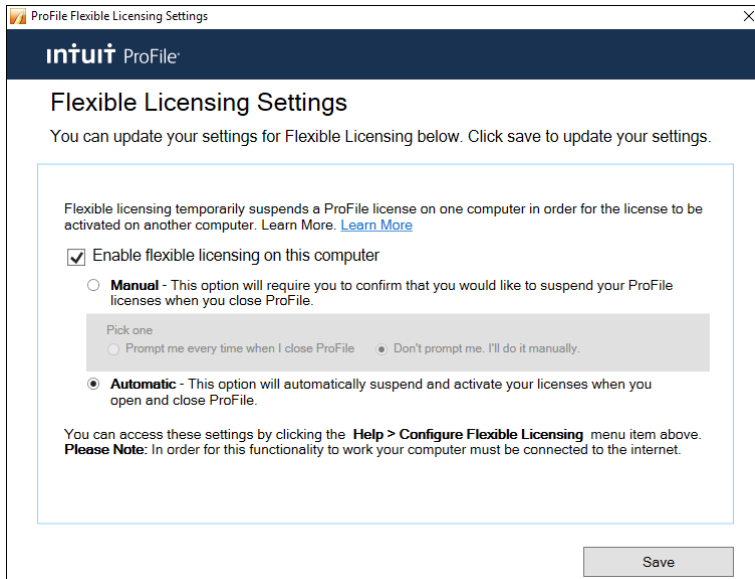 ProFile Flexible Licensing Settings
intuit ProFile
Flexible Licensing Settings
You can update your settings for Flexible Licensing below. Click save to update your settings.
Flexible licensing temporarily suspends a ProFile license on one computer in order for the license to be
activated on another computer. Learn More. Learn More
Enable flexible licensing on this computer
Manual - This option will require you to confirm that you would like to suspend your ProFile
licenses when you close ProFile.
Pick one
Prompt me every time when I close ProFile Don't prompt me. I'll do it manually.
Automatic - This option will automatically suspend and activate your licenses when you
open and close ProFile.
You can access these settings by clicking the Help > Configure Flexible Licensing menu item above.
Please Note: In order for this functionality to work your computer must be connected to the internet.
Save